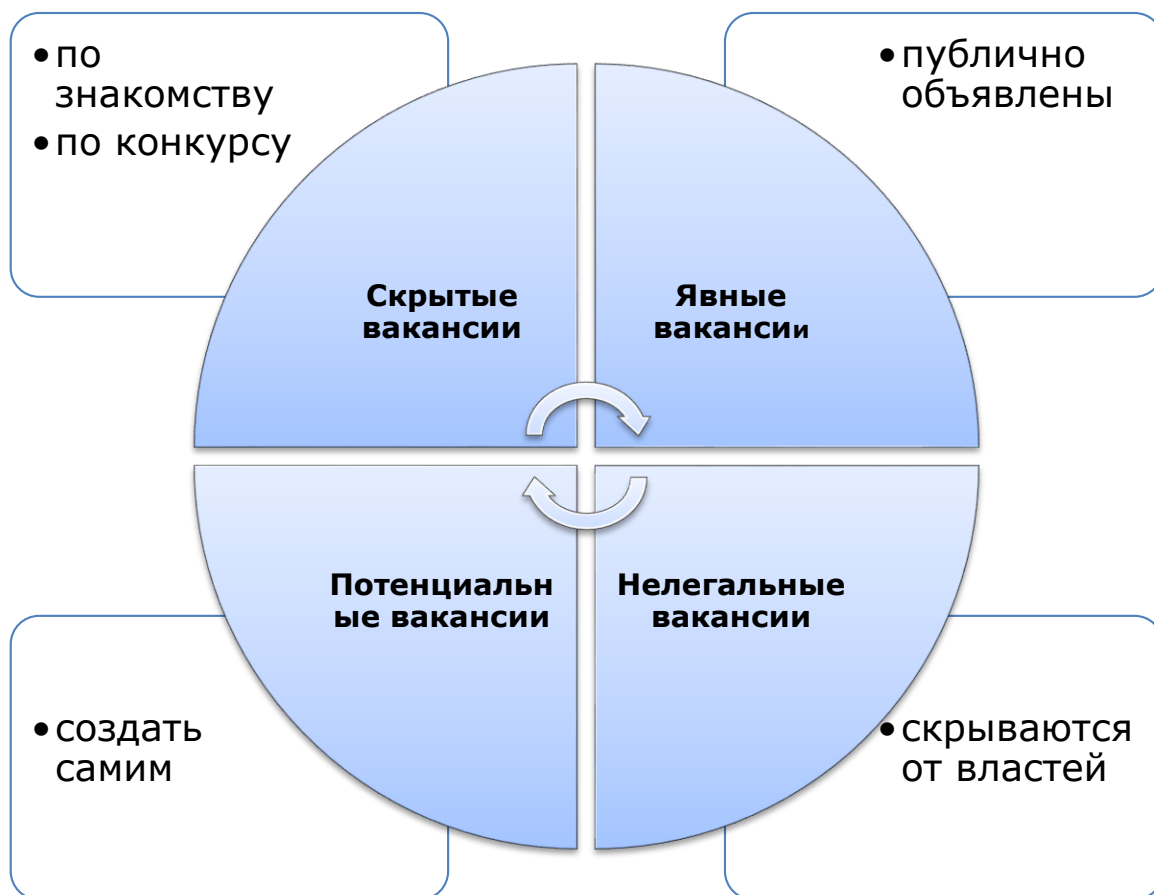 •по
знакомству
•по конкурсу
•публично
объявлены
Скрытые
вакансии
Явные
вакансии
Потенциальн
ые вакансии
Нелегальные
вакансии
•создать
самим
•скрываются
от властей